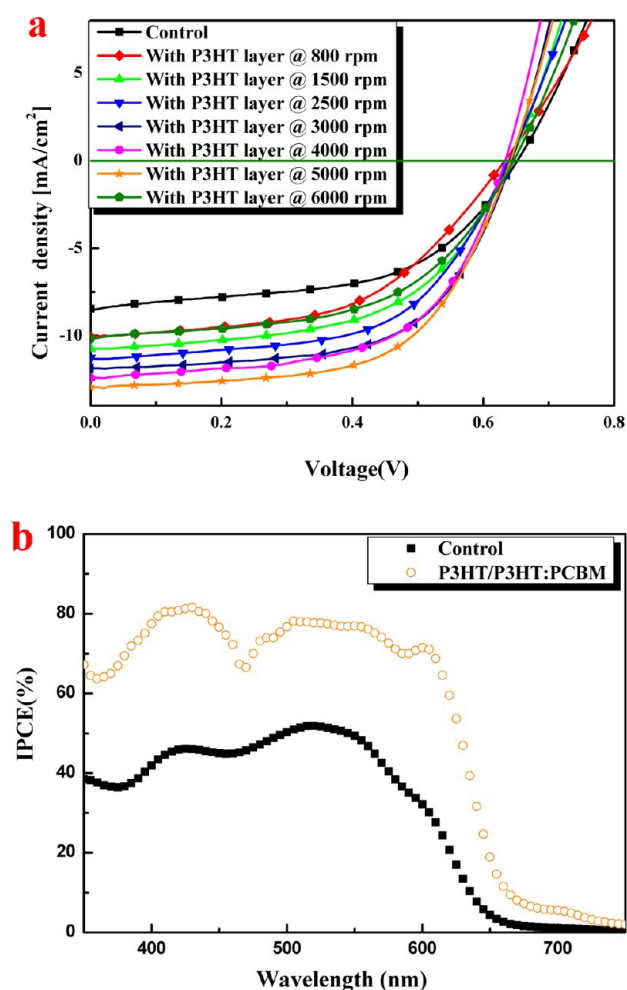 a
Control
With P3HT layer @ 800 rpm
With P3HT layer @ 1500 rpm
With P3HT layer @ 2500 rpm
With P3HT layer @ 3000 rpm
With P3HT layer @ 4000 rpm
With P3HT layer @ 5000 rpm
With P3HT layer @ 6000 rpm
Current density [mA/cm²]
5
0
-5
-10
0.0 0.2 0.4 0.6 0.8
Voltage(V)
b
Control
P3HT/P3HT:PCBM
IPCE(%)
100
80
60
40
20
0
400 500 600 700
Wavelength (nm)